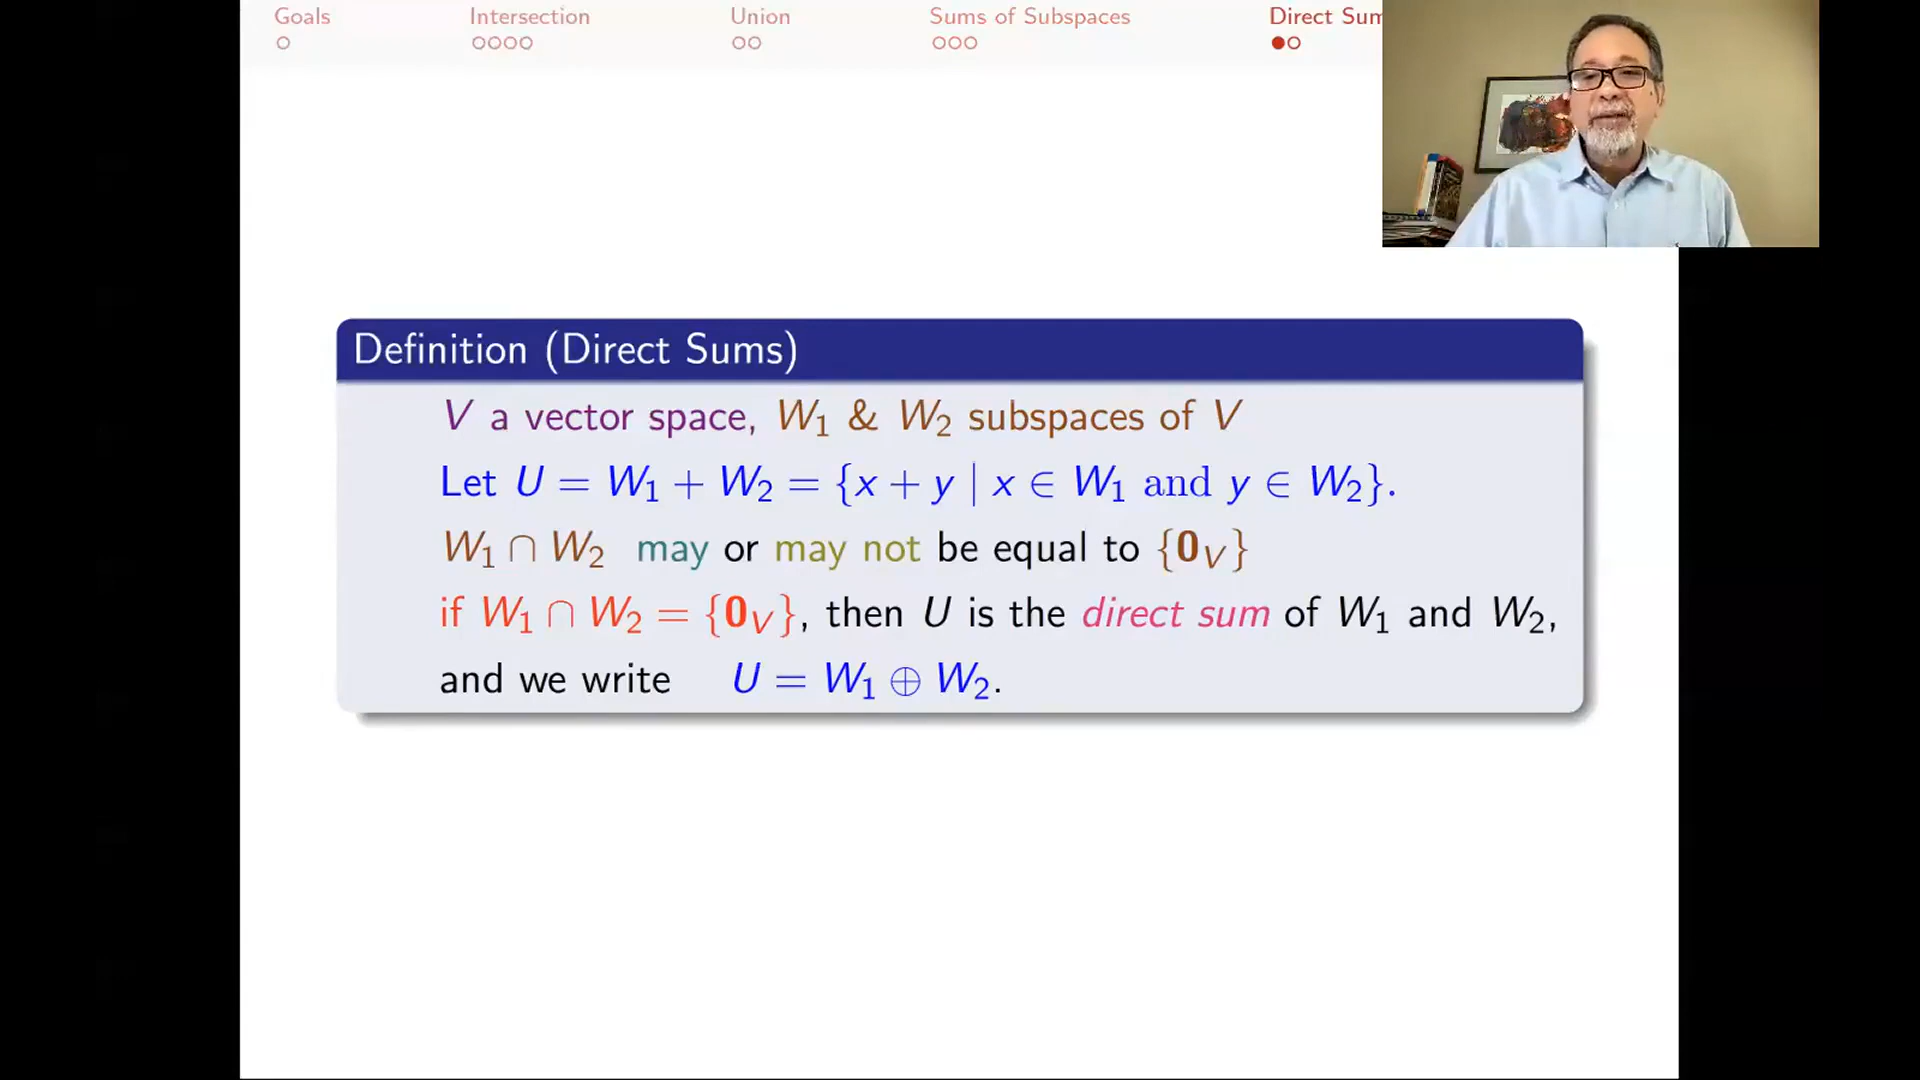 Goals Intersection Union Sums of Subspaces Direct Sum
Definition (Direct Sums)
V a vector space, W₁ & W₂ subspaces of V
Let U = W₁ + W₂ = {x + y | x ∈ W₁ and y ∈ W₂}.
W₁ ∩ W₂ may or may not be equal to {𝟎_V}
if W₁ ∩ W₂ = {𝟎_V}, then U is the direct sum of W₁ and W₂,
and we write U = W₁ ⊕ W₂.